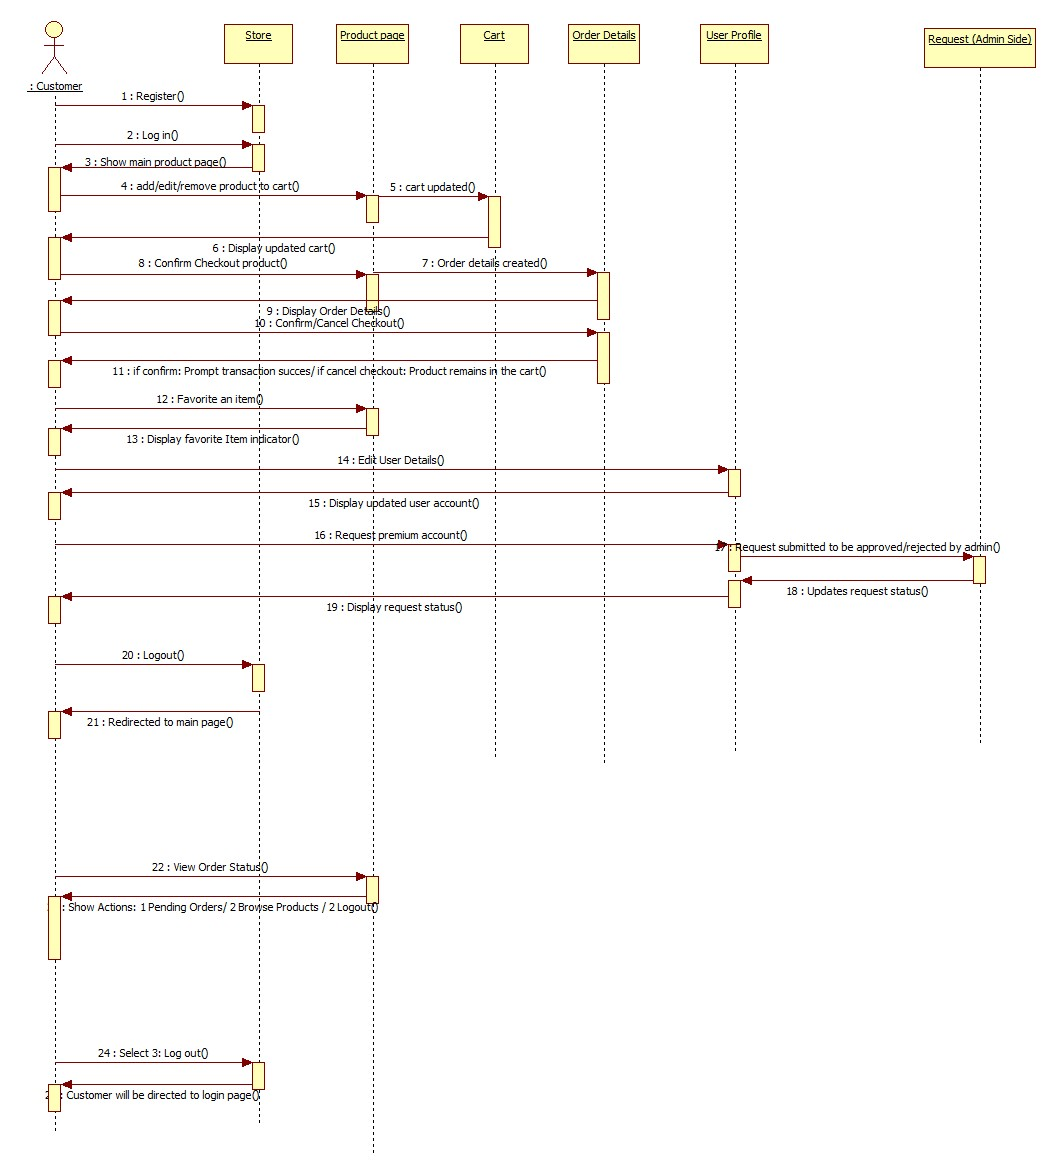 Store
Product page
Cart
Order Details
User Profile
Request (Admin Side)
: Customer
1 : Register()
2 : Log in()
3 : Show main product page()
4 : add/edit/remove product to cart()
5 : cart updated()
6 : Display updated cart()
8 : Confirm Checkout product()
7 : Order details created()
9 : Display Order Details()
10 : Confirm/Cancel Checkout()
11 : if confirm: Prompt transaction succes/ if cancel checkout: Product remains in the cart()
12 : Favorite an item()
13 : Display favorite Item indicator()
14 : Edit User Details()
15 : Display updated user account()
16 : Request premium account()
17 : Request submitted to be approved/rejected by admin()
18 : Updates request status()
19 : Display request status()
20 : Logout()
21 : Redirected to main page()
22 : View Order Status()
: Show Actions: 1 Pending Orders/ 2 Browse Products / 2 Logout()
24 : Select 3: Log out()
: Customer will be directed to login page()